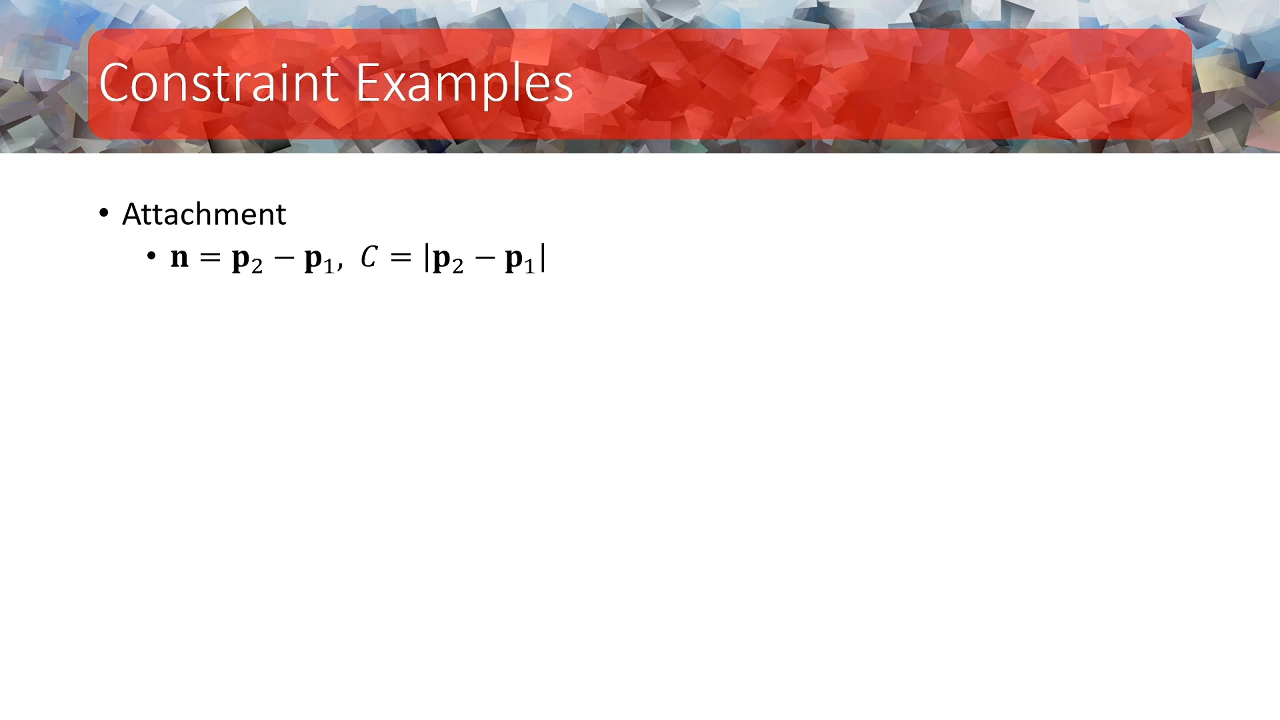 Constraint Examples
• Attachment
• 𝐧 = 𝐩₂ − 𝐩₁, 𝐶 = |𝐩₂ − 𝐩₁|